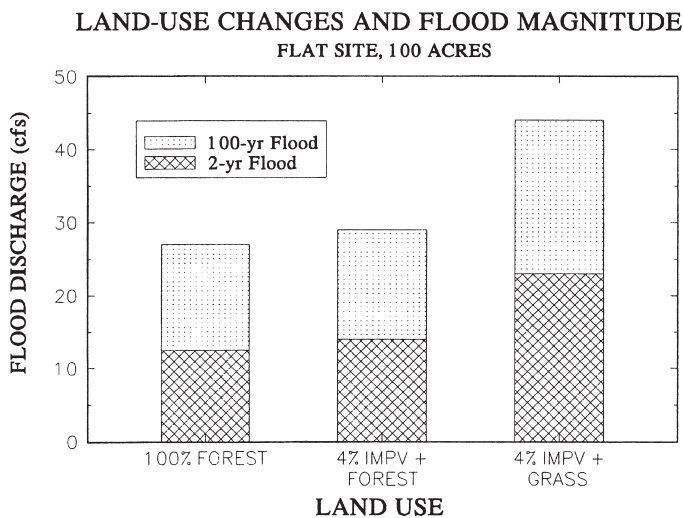 LAND-USE CHANGES AND FLOOD MAGNITUDE
FLAT SITE, 100 ACRES
FLOOD DISCHARGE (cfs)
50
40
30
20
10
0
100-yr Flood
2-yr Flood
100% FOREST
4% IMPV +
FOREST
4% IMPV +
GRASS
LAND USE